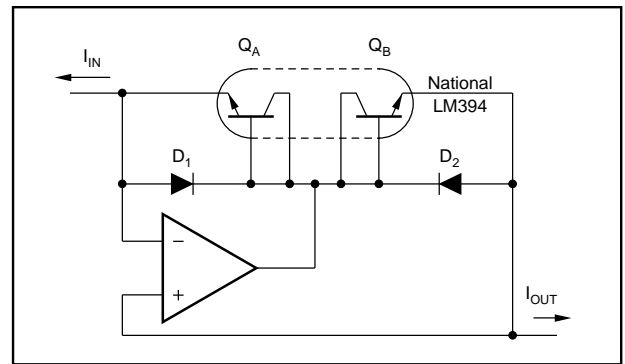 Q_A
Q_B
I_IN
National
LM394
D_1
D_2
−
+
I_OUT